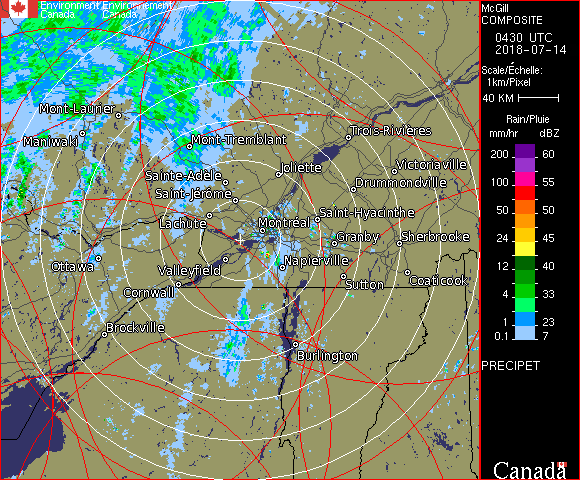 Environment Environnement
Canada Canada
Mont-Laurier
Maniwaki
Mont-Tremblant
Trois-Rivières
Joliette
Victoriaville
Sainte-Adèle
Drummondville
Saint-Jérôme
Lachute
Montréal
Saint-Hyacinthe
Granby
Sherbrooke
Ottawa
Valleyfield
Napierville
Cornwall
Sutton
Coaticook
Brockville
Burlington
McGill
COMPOSITE
0430 UTC
2018-07-14
Scale/Échelle:
1km/Pixel
40 KM
Rain/Pluie
mm/hr dBZ
200 60
100 55
50 50
24 45
12 40
4 33
1 23
0.1 7
PRECIPET
Canada